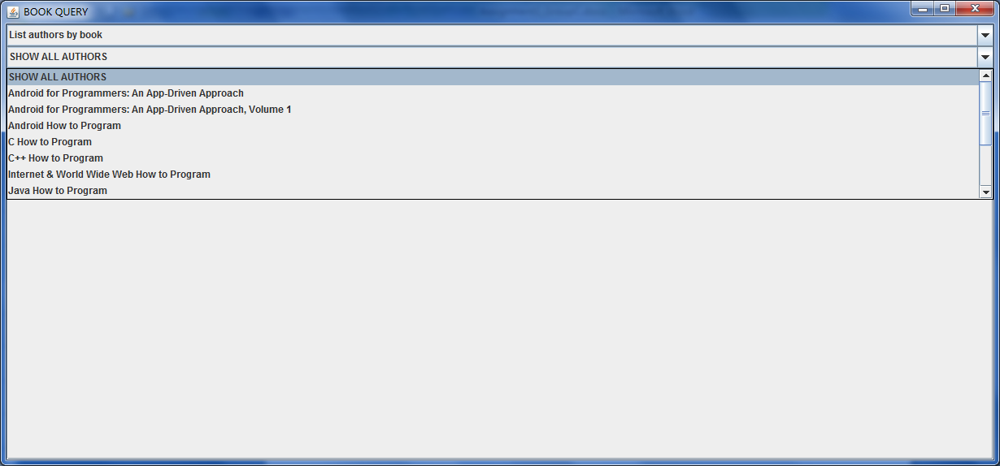 BOOK QUERY
List authors by book
SHOW ALL AUTHORS
SHOW ALL AUTHORS
Android for Programmers: An App-Driven Approach
Android for Programmers: An App-Driven Approach, Volume 1
Android How to Program
C How to Program
C++ How to Program
Internet & World Wide Web How to Program
Java How to Program